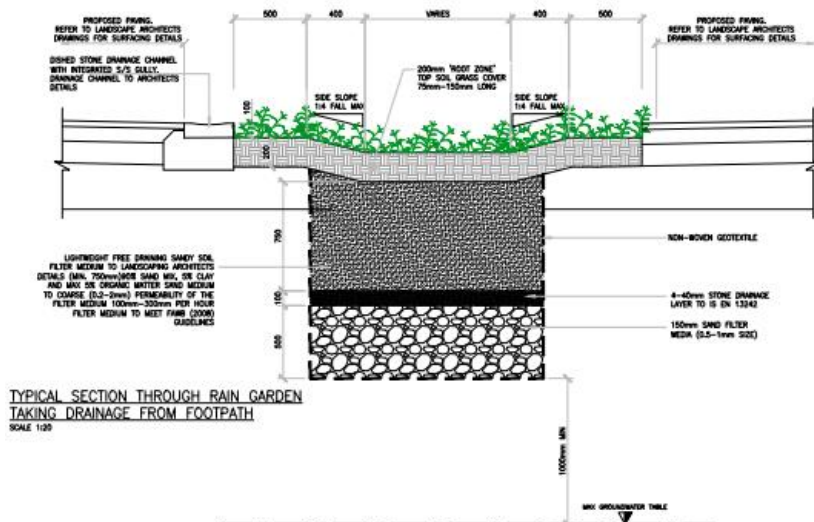 PROPOSED PAVING.
REFER TO LANDSCAPE ARCHITECTS
DRAWINGS FOR SURFACING DETAILS
500
400
VARIES
400
500
PROPOSED PAVING.
REFER TO LANDSCAPE ARCHITECTS
DRAWINGS FOR SURFACING DETAILS
DISHED STONE DRAINAGE CHANNEL
WITH INTEGRATED S/S GULLY.
DRAINAGE CHANNEL TO ARCHITECTS
DETAILS
100
SIDE SLOPE
1:4 FALL MAX
200mm 'ROOT ZONE'
TOP SOIL GRASS COVER
75mm-150mm LONG
SIDE SLOPE
1:4 FALL MAX
200
750
NON-WOVEN GEOTEXTILE
LIGHTWEIGHT FREE DRAINING SANDY SOIL
FILTER MEDIUM TO LANDSCAPING ARCHITECTS
DETAILS (MIN. 750mm)90% SAND MIX, 5% CLAY
AND MAX 5% ORGANIC MATTER SAND MEDIUM
TO COARSE (0.2-2mm) PERMEABILITY OF THE
FILTER MEDIUM 100mm-300mm PER HOUR
FILTER MEDIUM TO MEET FAWB (2008)
GUIDELINES
100
4-40mm STONE DRAINAGE
LAYER TO IS EN 13242
500
150mm SAND FILTER
MEDIA (0.5-1mm SIZE)
TYPICAL SECTION THROUGH RAIN GARDEN
TAKING DRAINAGE FROM FOOTPATH
SCALE 1:20
1000mm MIN
MAX GROUNDWATER TABLE